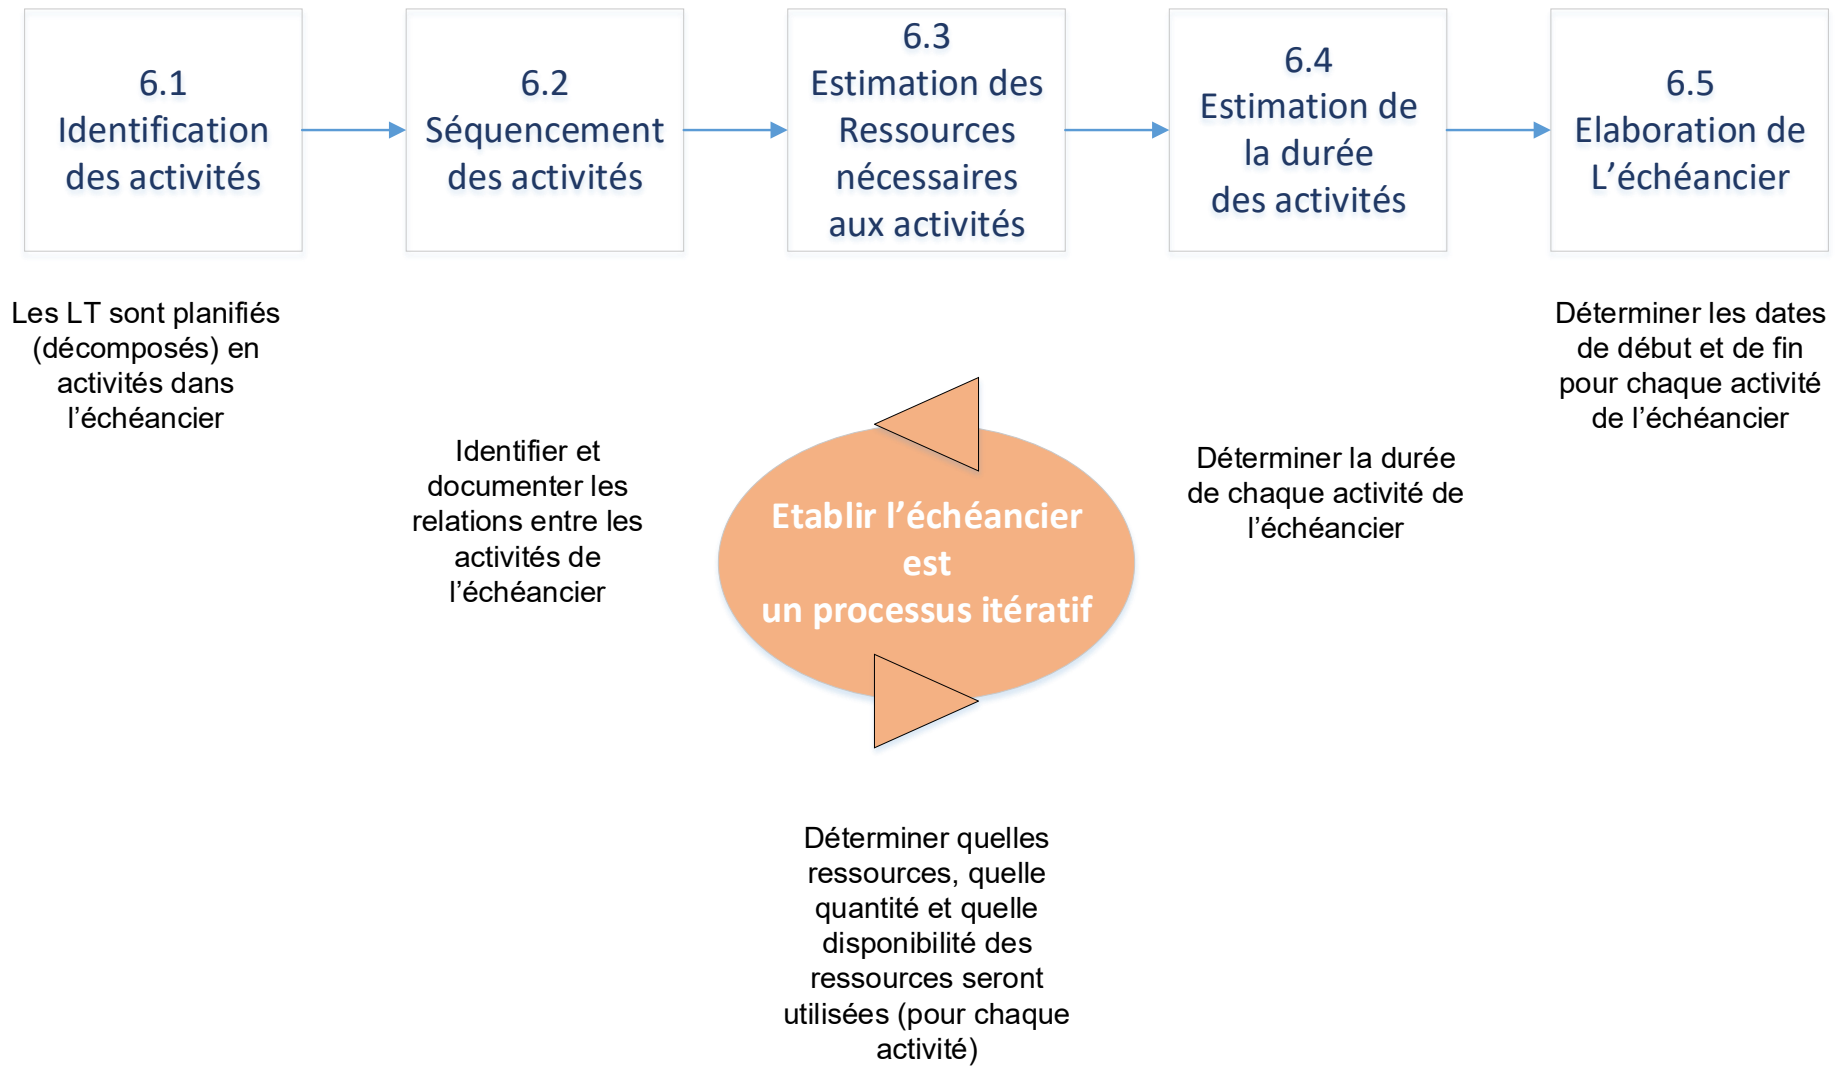 6.1
Identification
des activités
6.2
Séquencement
des activités
6.3
Estimation des
Ressources
nécessaires
aux activités
6.4
Estimation de
la durée
des activités
6.5
Elaboration de
L’échéancier
Les LT sont planifiés
(décomposés) en
activités dans
l’échéancier
Identifier et
documenter les
relations entre les
activités de
l’échéancier
Etablir l’échéancier
est
un processus itératif
Déterminer quelles
ressources, quelle
quantité et quelle
disponibilité des
ressources seront
utilisées (pour chaque
activité)
Déterminer la durée
de chaque activité de
l’échéancier
Déterminer les dates
de début et de fin
pour chaque activité
de l’échéancier